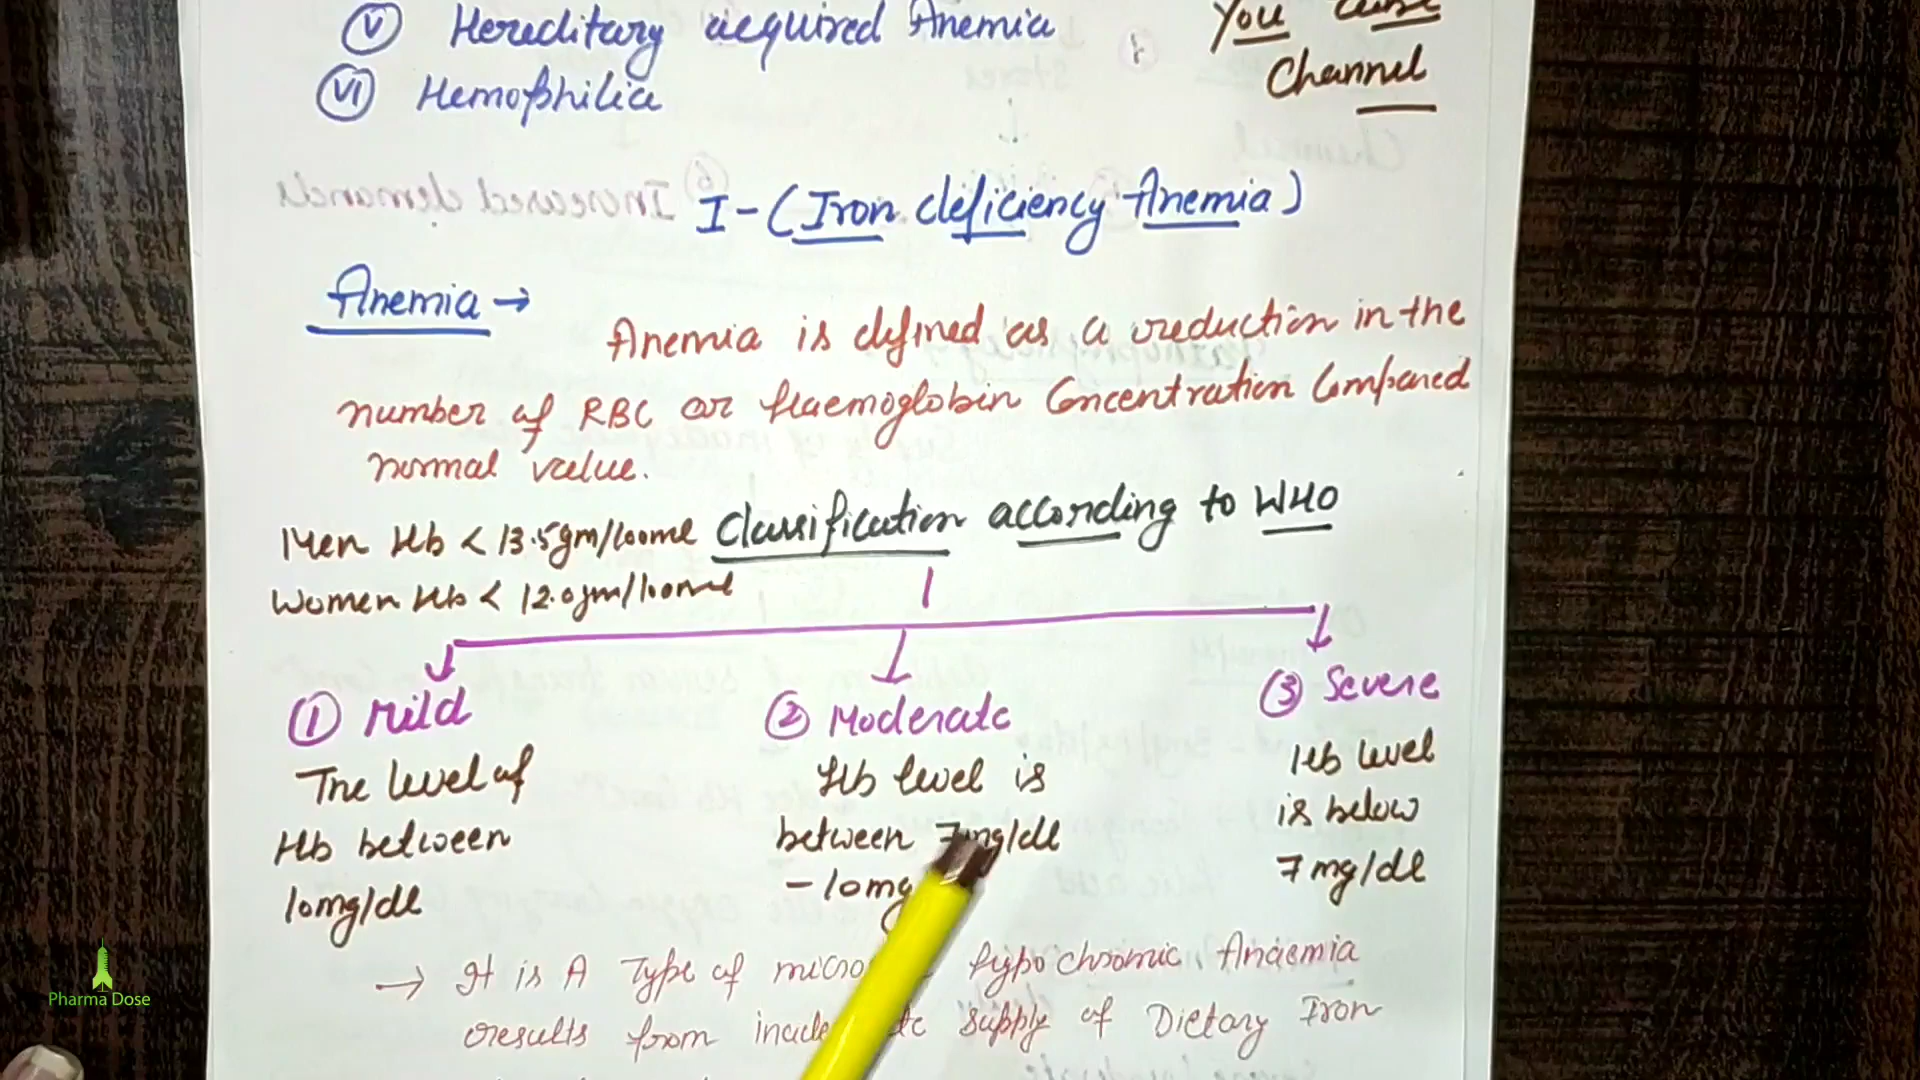 V Hereditary acquired Anemia
VI Hemophilia
You
Channel
I - (Iron deficiency Anemia)
Anemia →
Anemia is defined as a reduction in the
number of RBC or Haemoglobin Concentration Compared
normal value.
Men Hb < 13.5gm/100ml
Women Hb < 12.0gm/100ml
Classification according to WHO
① Mild
The level of
Hb between
10mg/dl
② Moderate
Hb level is
between 7mg/dl
- 10mg
③ Severe
Hb level
is below
7 mg/dl
→ It is A Type of hypochromic Anaemia
results from supply of Dietary Iron
Pharma Dose